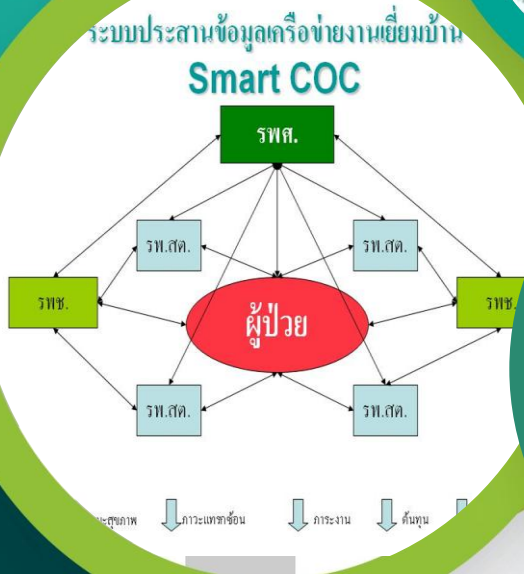 ระบบประสานข้อมูลเครือข่ายงานเยี่ยมบ้าน
Smart COC
รพศ.
รพ.สต.
รพ.สต.
รพช.
ผู้ป่วย
รพช.
รพ.สต.
รพ.สต.
ภาวะแทรกซ้อน
ภาระงาน
ต้นทุน